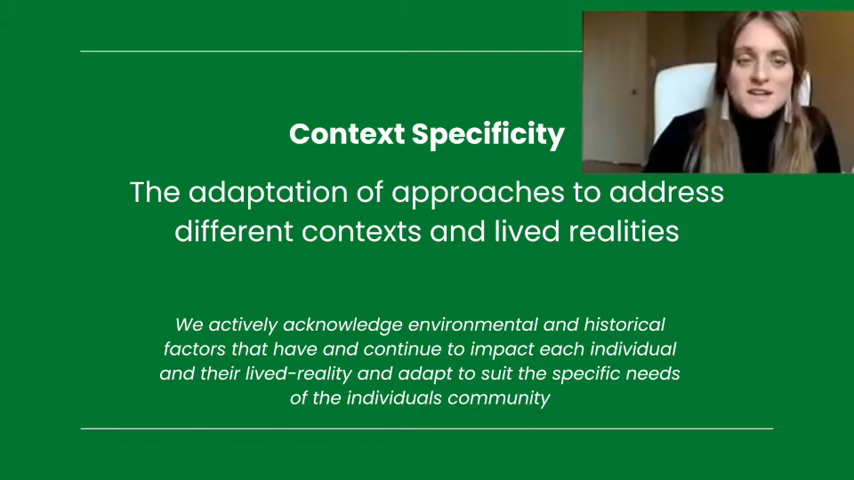 Context Specificity
The adaptation of approaches to address
different contexts and lived realities
We actively acknowledge environmental and historical
factors that have and continue to impact each individual
and their lived-reality and adapt to suit the specific needs
of the individuals community